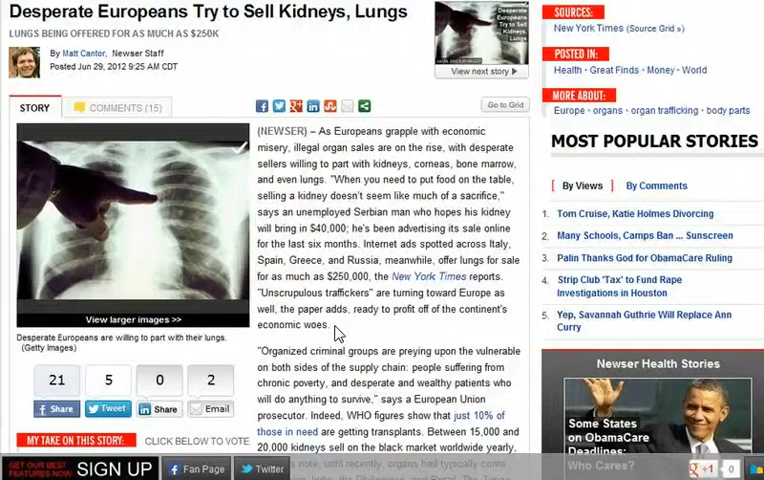 Desperate Europeans Try to Sell Kidneys, Lungs
LUNGS BEING OFFERED FOR AS MUCH AS $250K
By Matt Cantor, Newser Staff
Posted Jun 29, 2012 9:25 AM CDT
Desperate
Europeans
Try to Sell
Kidneys,
Lungs
View next story
STORY
COMMENTS (15)
Go to Grid
View larger images >>
Desperate Europeans are willing to part with their lungs.
(Getty Images)
21 5 0 2
Share Tweet Share Email
MY TAKE ON THIS STORY: CLICK BELOW TO VOTE
(NEWSER) – As Europeans grapple with economic
misery, illegal organ sales are on the rise, with desperate
sellers willing to part with kidneys, corneas, bone marrow,
and even lungs. "When you need to put food on the table,
selling a kidney doesn't seem like much of a sacrifice,"
says an unemployed Serbian man who hopes his kidney
will bring in $40,000; he's been advertising its sale online
for the last six months. Internet ads spotted across Italy,
Spain, Greece, and Russia, meanwhile, offer lungs for sale
for as much as $250,000, the New York Times reports.
"Unscrupulous traffickers" are turning toward Europe as
well, the paper adds, ready to profit off of the continent's
economic woes.
"Organized criminal groups are preying upon the vulnerable
on both sides of the supply chain: people suffering from
chronic poverty, and desperate and wealthy patients who
will do anything to survive," says a European Union
prosecutor. Indeed, WHO figures show that just 10% of
those in need are getting transplants. Between 15,000 and
20,000 kidneys sell on the black market worldwide yearly,
note; until recently, organs had typically come
SOURCES:
New York Times (Source Grid »)
POSTED IN:
Health · Great Finds · Money · World
MORE ABOUT:
Europe · organs · organ trafficking · body parts
MOST POPULAR STORIES
[ By Views ] By Comments
1. Tom Cruise, Katie Holmes Divorcing
2. Many Schools, Camps Ban ... Sunscreen
3. Palin Thanks God for ObamaCare Ruling
4. Strip Club 'Tax' to Fund Rape
Investigations in Houston
5. Yep, Savannah Guthrie Will Replace Ann
Curry
Newser Health Stories
Some States
on ObamaCare
Deadlines:
Who Cares?
GET OUR BEST
FEATURES NOW
SIGN UP
Fan Page
Twitter
+1 0